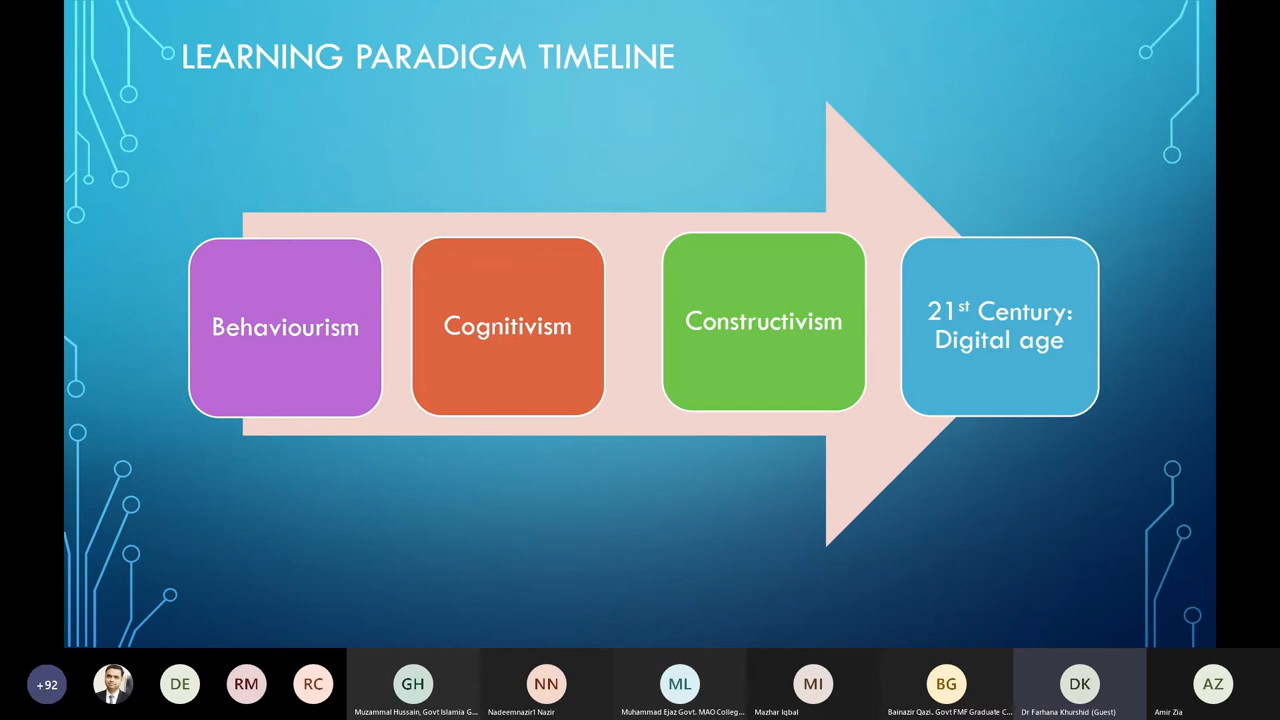 LEARNING PARADIGM TIMELINE
Behaviourism
Cognitivism
Constructivism
21st Century:
Digital age
+92
DE
RM
RC
GH
NN
ML
MI
BG
DK
AZ
Muzammal Hussain, Govt Islamia G...
Nadeemnazir1 Nazir
Muhammad Ejaz Govt. MAO Colleg...
Mazhar Iqbal
Bainazir Qazi. Govt FMF Graduate C...
Dr Farhana Khurshid (Guest)
Amir Zia